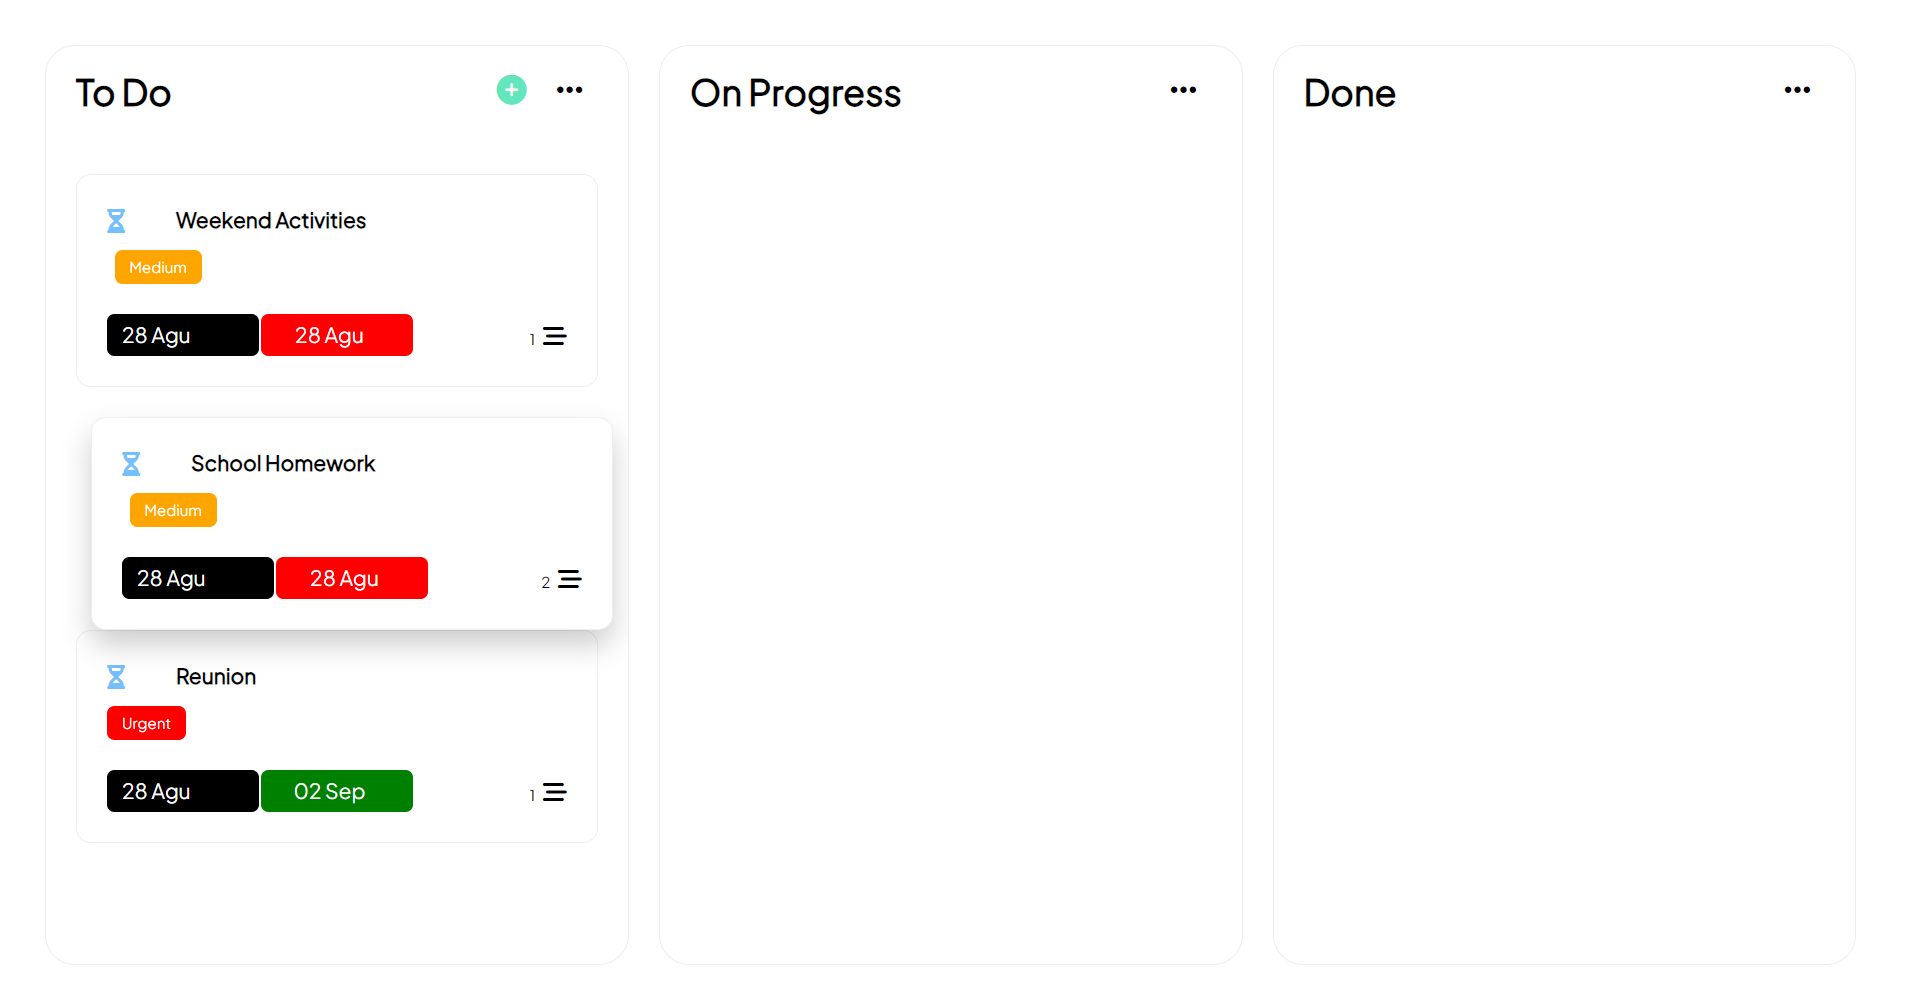 To Do
Weekend Activities
Medium
28 Agu 28 Agu 1
School Homework
Medium
28 Agu 28 Agu 2
Reunion
Urgent
28 Agu 02 Sep 1
On Progress
Done